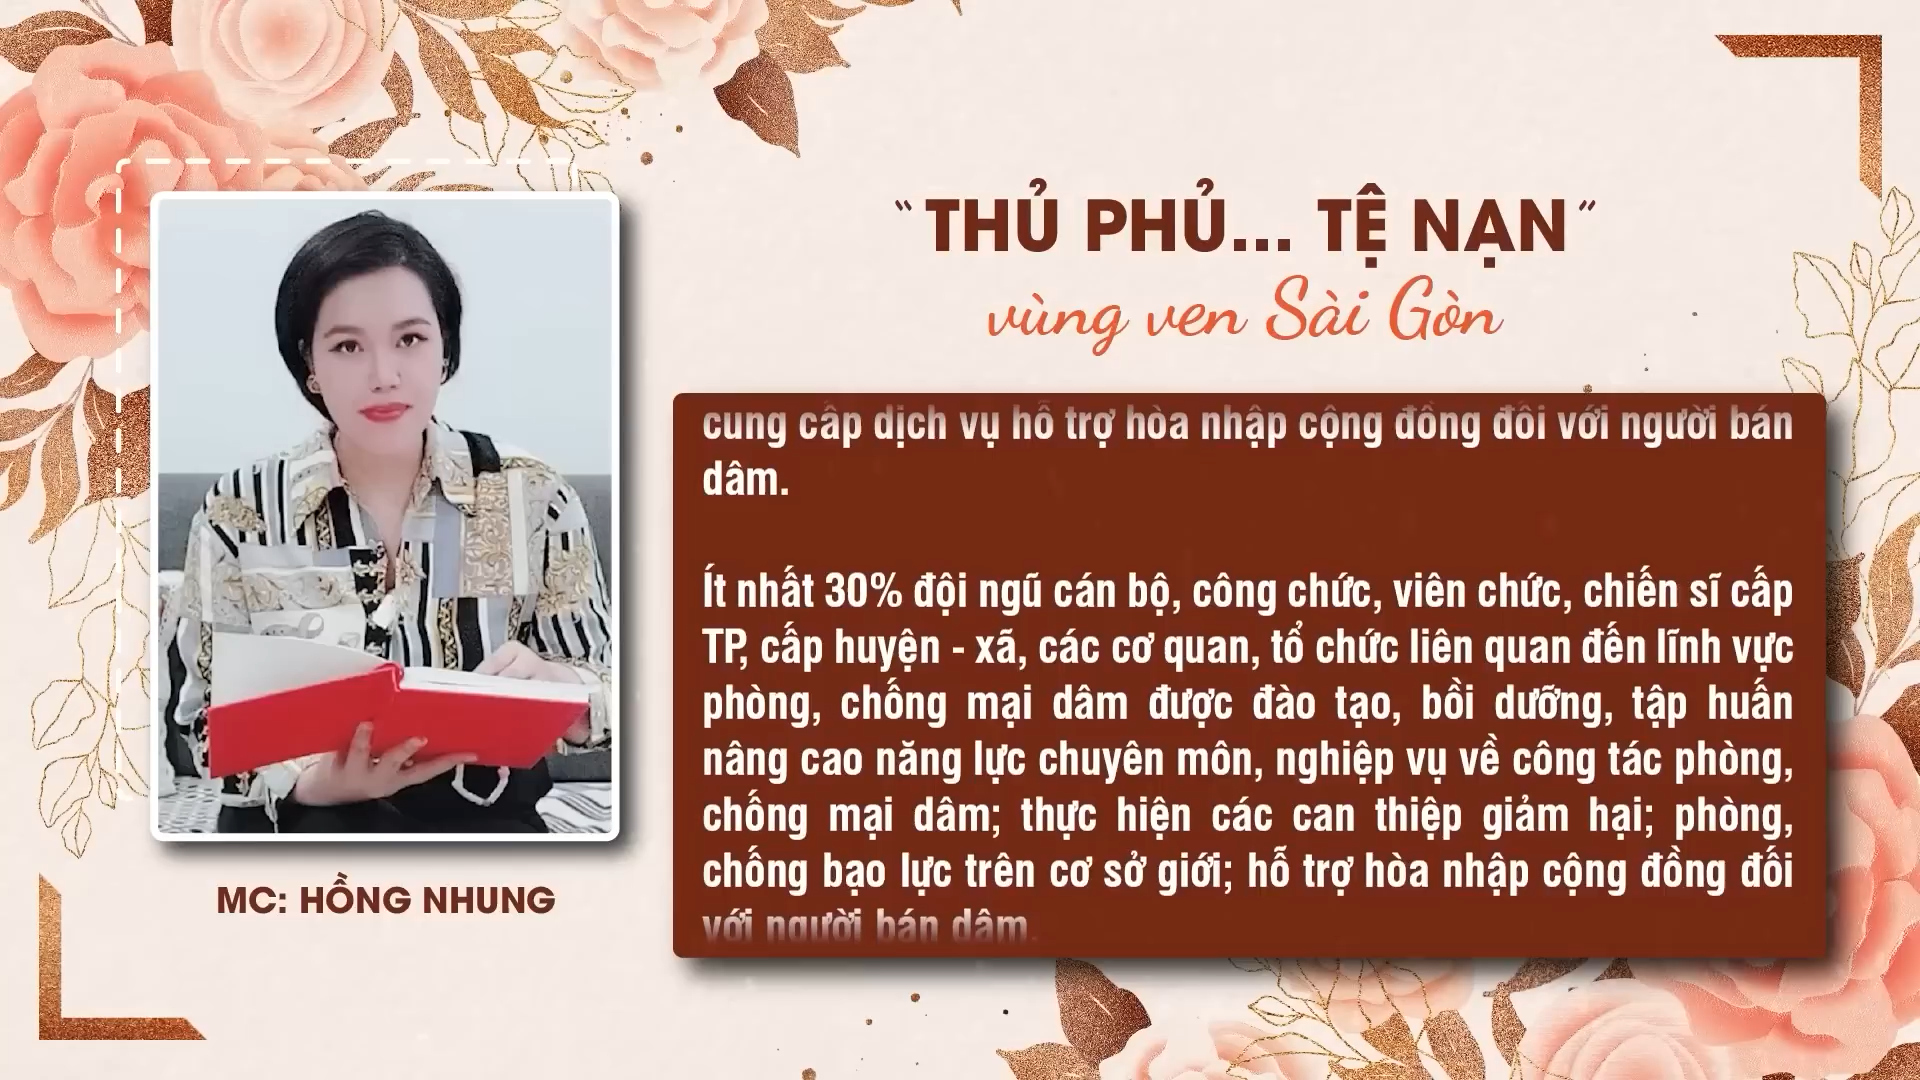 “THỦ PHỦ... TỆ NẠN”
vùng ven Sài Gòn
cung cấp dịch vụ hỗ trợ hòa nhập cộng đồng đối với người bán
dâm.
Ít nhất 30% đội ngũ cán bộ, công chức, viên chức, chiến sĩ cấp
TP, cấp huyện - xã, các cơ quan, tổ chức liên quan đến lĩnh vực
phòng, chống mại dâm được đào tạo, bồi dưỡng, tập huấn
nâng cao năng lực chuyên môn, nghiệp vụ về công tác phòng,
chống mại dâm; thực hiện các can thiệp giảm hại; phòng,
chống bạo lực trên cơ sở giới; hỗ trợ hòa nhập cộng đồng đối
với người bán dâm.
MC: HỒNG NHUNG